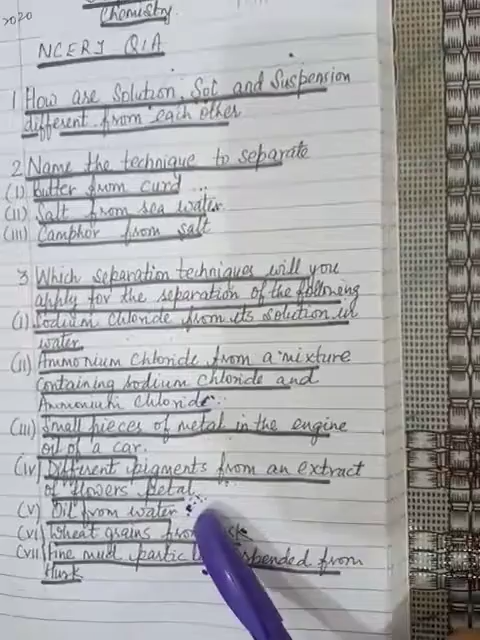 2020
Chemistry
NCERT Q1A
1 How are Solution, Sol and Suspension
different from each other
2 Name the technique to separate
(i) Butter from curd
(ii) Salt from sea water
(iii) Camphor from salt
3 Which separation techniques will you
apply for the separation of the following
(i) Sodium Chloride from its solution in
water
(ii) Ammonium Chloride from a mixture
containing sodium chloride and
Ammonium chloride
(iii) Small pieces of metal in the engine
oil of a car.
(iv) Different pigments from an extract
of flowers petal
(v) Oil from water
(vi) Wheat grains
(vii) Fine mud from
Husk